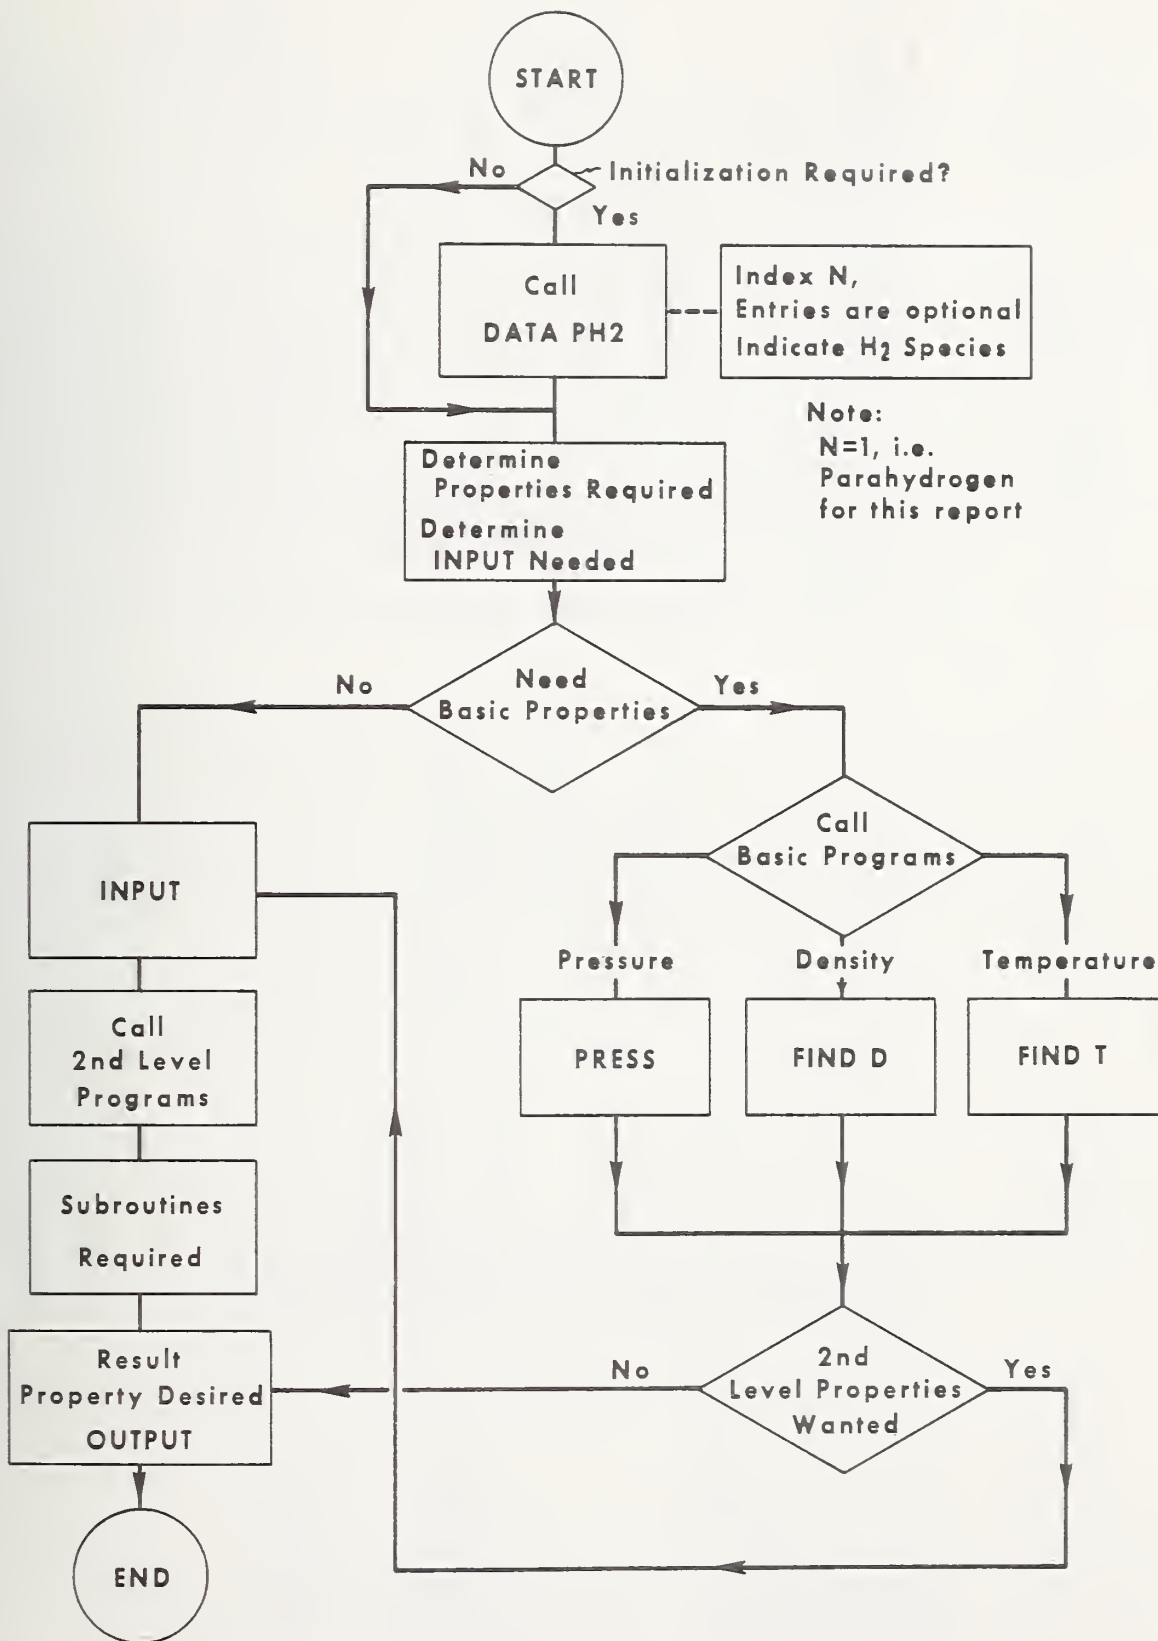 START
No
Initialization Required?
Yes
Call
DATA PH2
Index N,
Entries are optional
Indicate H2 Species
Note:
N=1, i.e.
Parahydrogen
for this report
Determine
Properties Required
Determine
INPUT Needed
No
Need
Basic Properties
Yes
Call
Basic Programs
INPUT
Pressure
Density
Temperature
Call
2nd Level
Programs
PRESS
FIND D
FIND T
Subroutines
Required
Result
Property Desired
OUTPUT
No
2nd
Level Properties
Wanted
Yes
END